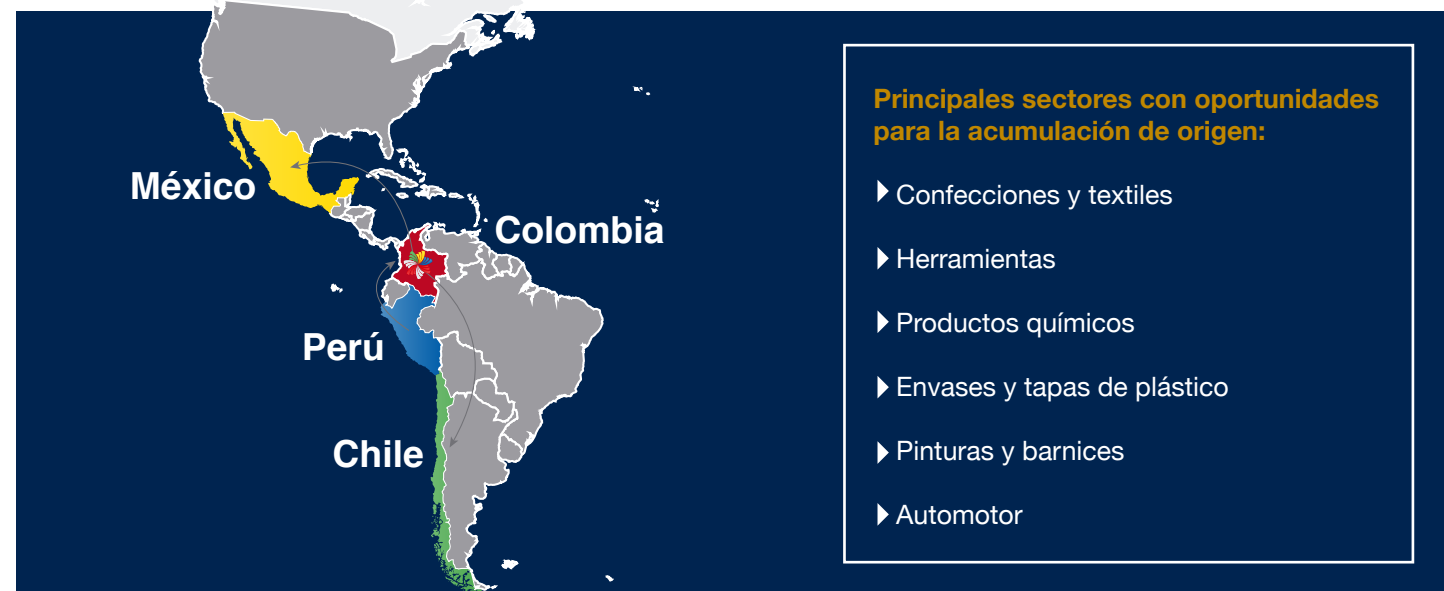 México
Colombia
Perú
Chile
Principales sectores con oportunidades
para la acumulación de origen:
Confecciones y textiles
Herramientas
Productos químicos
Envases y tapas de plástico
Pinturas y barnices
Automotor